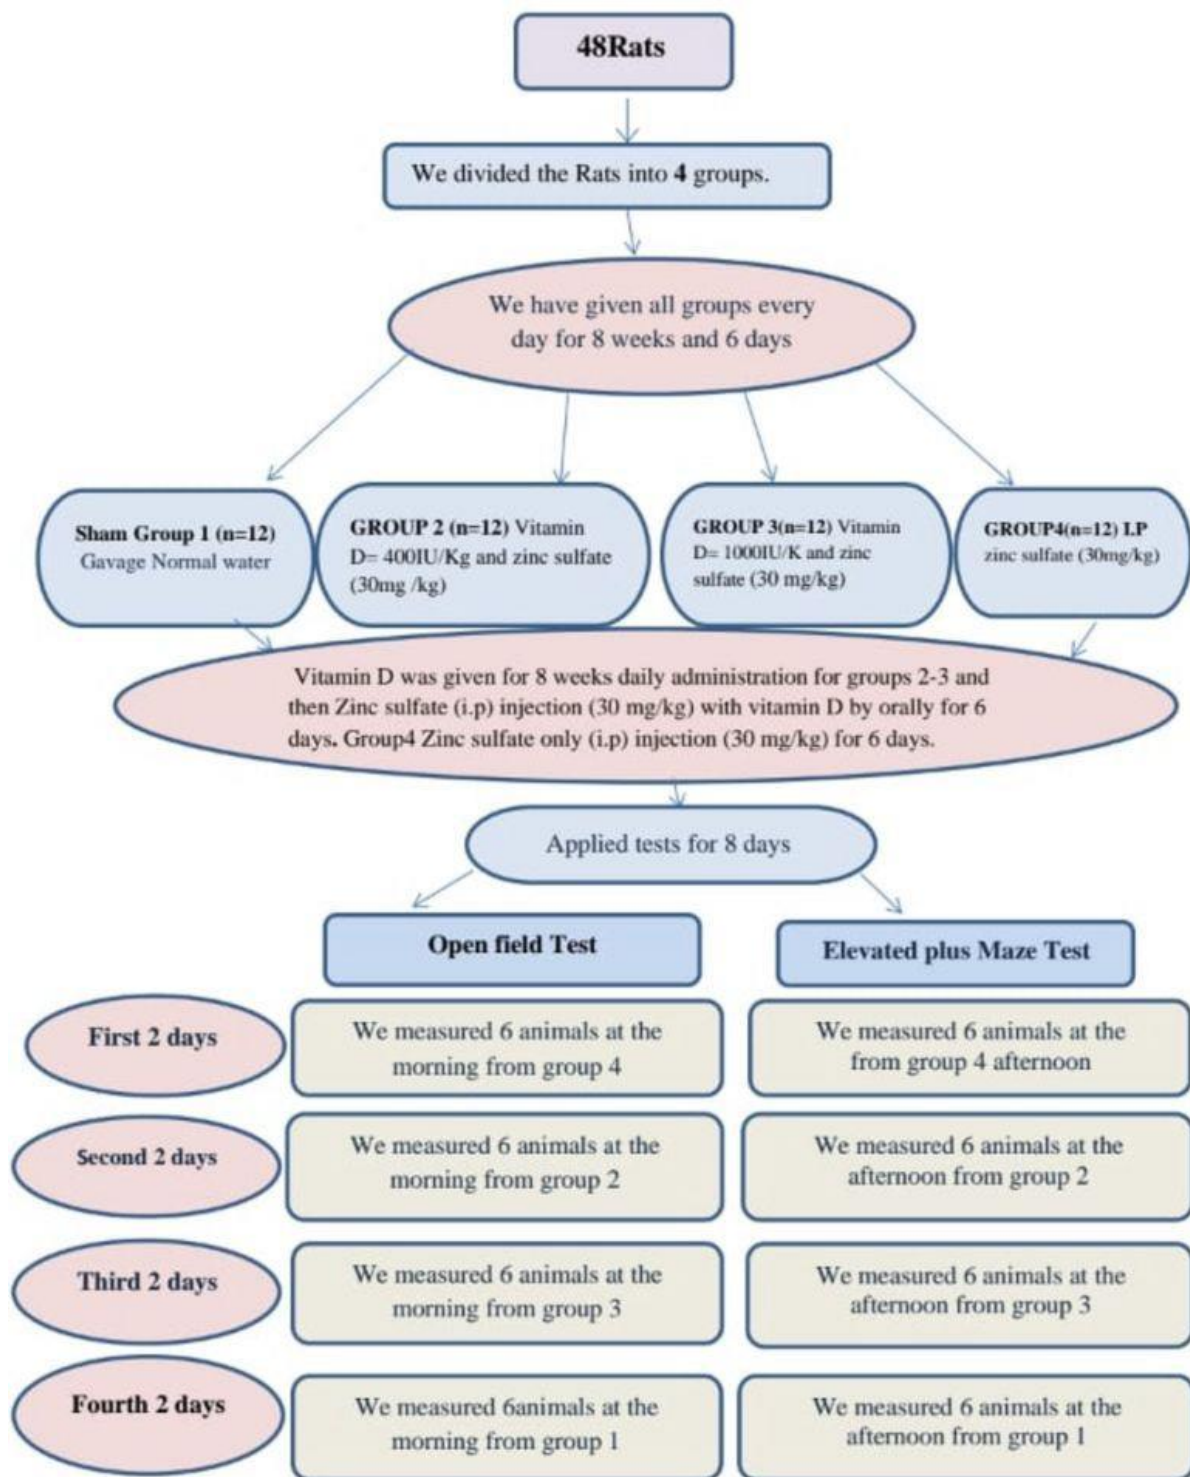 48Rats
We divided the Rats into 4 groups.
We have given all groups every
day for 8 weeks and 6 days
Sham Group 1 (n=12)
Gavage Normal water
GROUP 2 (n=12) Vitamin
D= 400IU/Kg and zinc sulfate
(30mg /kg)
GROUP 3(n=12) Vitamin
D= 1000IU/K and zinc
sulfate (30 mg/kg)
GROUP4(n=12) I.P
zinc sulfate (30mg/kg)
Vitamin D was given for 8 weeks daily administration for groups 2-3 and
then Zinc sulfate (i.p) injection (30 mg/kg) with vitamin D by orally for 6
days. Group4 Zinc sulfate only (i.p) injection (30 mg/kg) for 6 days.
Applied tests for 8 days
Open field Test
Elevated plus Maze Test
First 2 days
We measured 6 animals at the
morning from group 4
We measured 6 animals at the
from group 4 afternoon
Second 2 days
We measured 6 animals at the
morning from group 2
We measured 6 animals at the
afternoon from group 2
Third 2 days
We measured 6 animals at the
morning from group 3
We measured 6 animals at the
afternoon from group 3
Fourth 2 days
We measured 6animals at the
morning from group 1
We measured 6 animals at the
afternoon from group 1